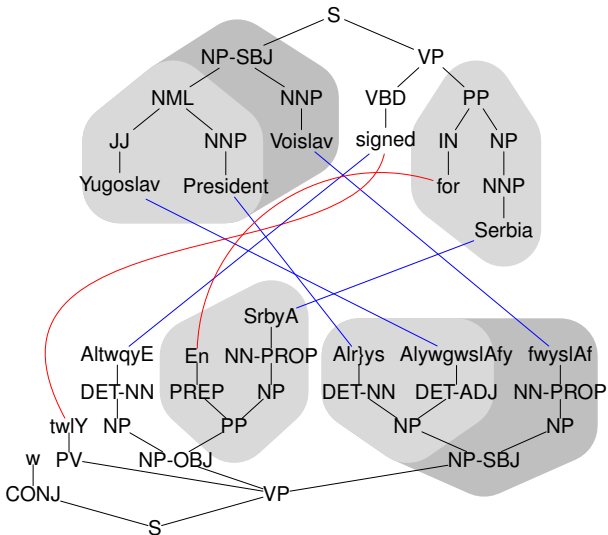 S
NP-SBJ VP
NML NNP VBD PP
JJ NNP Voislav signed IN NP
Yugoslav President for NNP
Serbia
SrbyA
AltwqyE En NN-PROP Alr}ys AlywgwslAfy fwyslAf
DET-NN PREP NP DET-NN DET-ADJ NN-PROP
twlY NP PP NP NP
w PV NP-OBJ NP-SBJ
CONJ VP
S